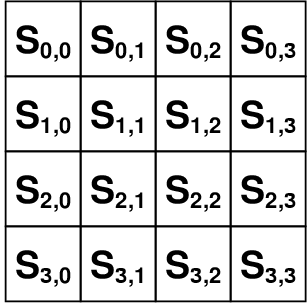 S0,0 S0,1 S0,2 S0,3
S1,0 S1,1 S1,2 S1,3
S2,0 S2,1 S2,2 S2,3
S3,0 S3,1 S3,2 S3,3